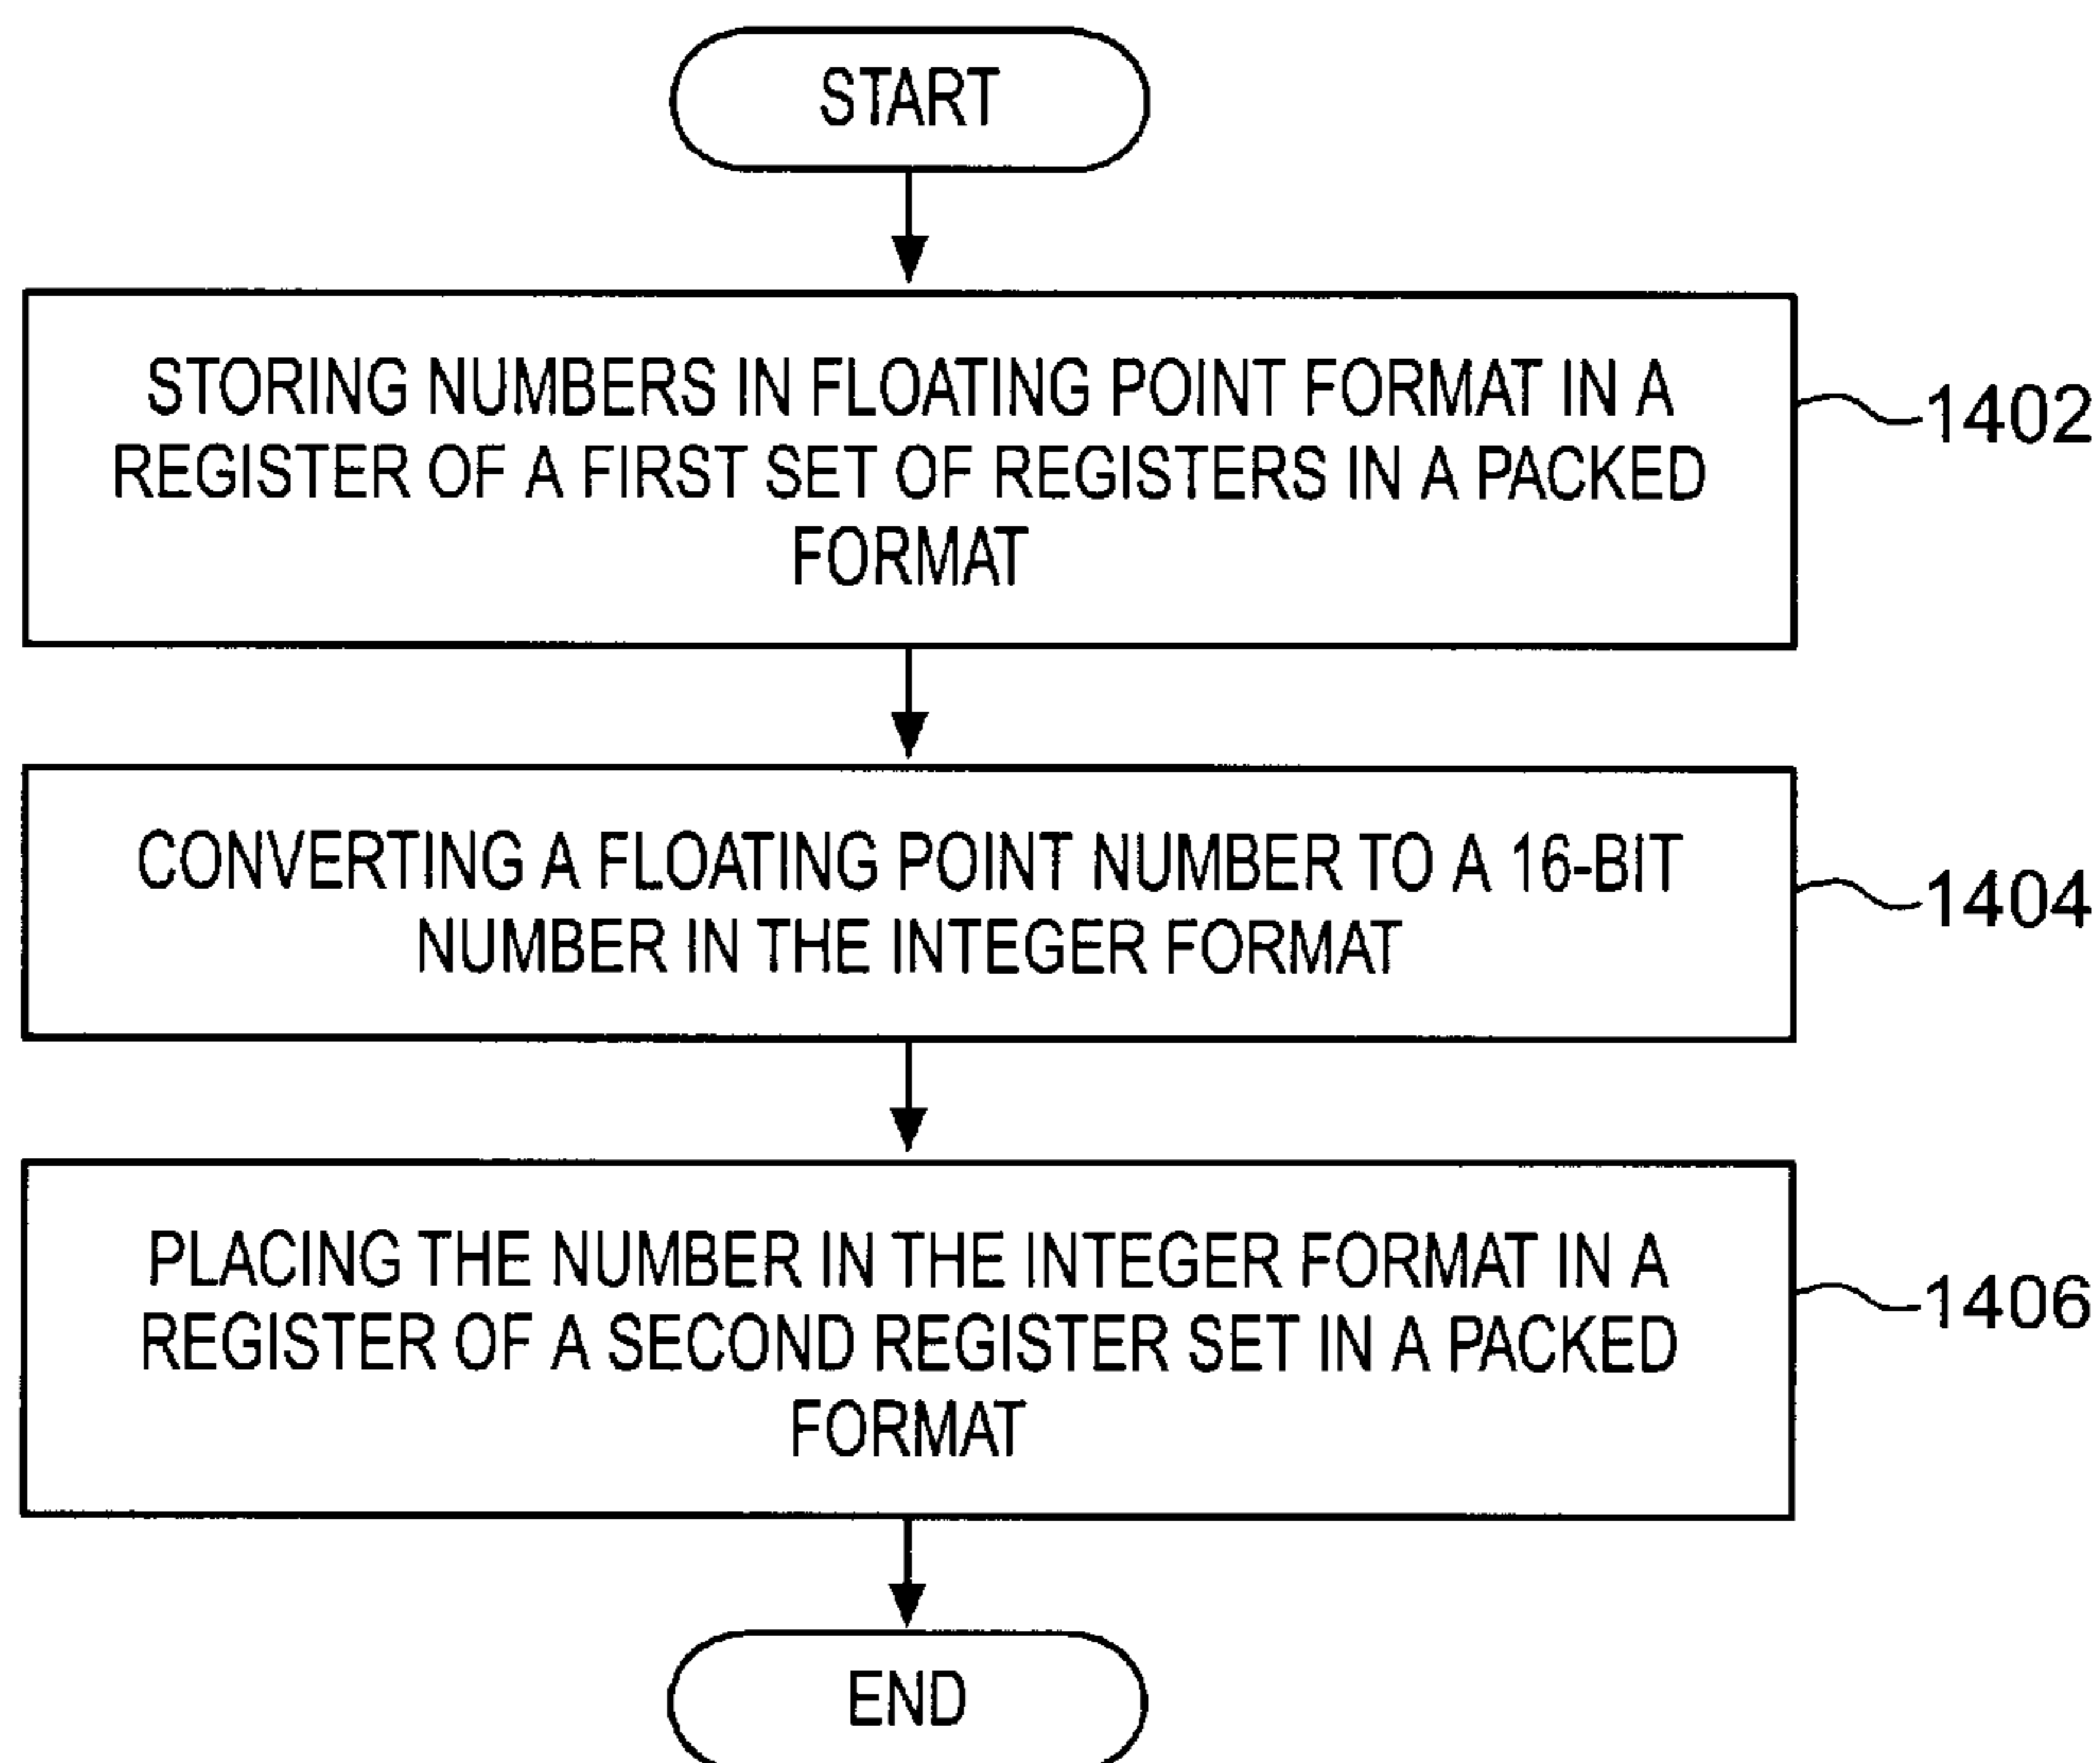 START
STORING NUMBERS IN FLOATING POINT FORMAT IN A
REGISTER OF A FIRST SET OF REGISTERS IN A PACKED
FORMAT
1402
CONVERTING A FLOATING POINT NUMBER TO A 16-BIT
NUMBER IN THE INTEGER FORMAT
1404
PLACING THE NUMBER IN THE INTEGER FORMAT IN A
REGISTER OF A SECOND REGISTER SET IN A PACKED
FORMAT
1406
END